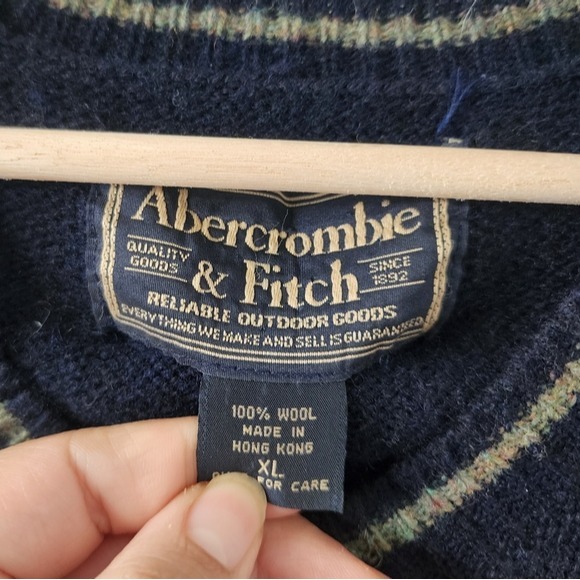 Abercrombie
& Fitch
QUALITY
GOODS
SINCE
1892
RELIABLE OUTDOOR GOODS
EVERYTHING WE MAKE AND SELL IS GUARANTEED
100% WOOL
MADE IN
HONG KONG
XL
FOR CARE